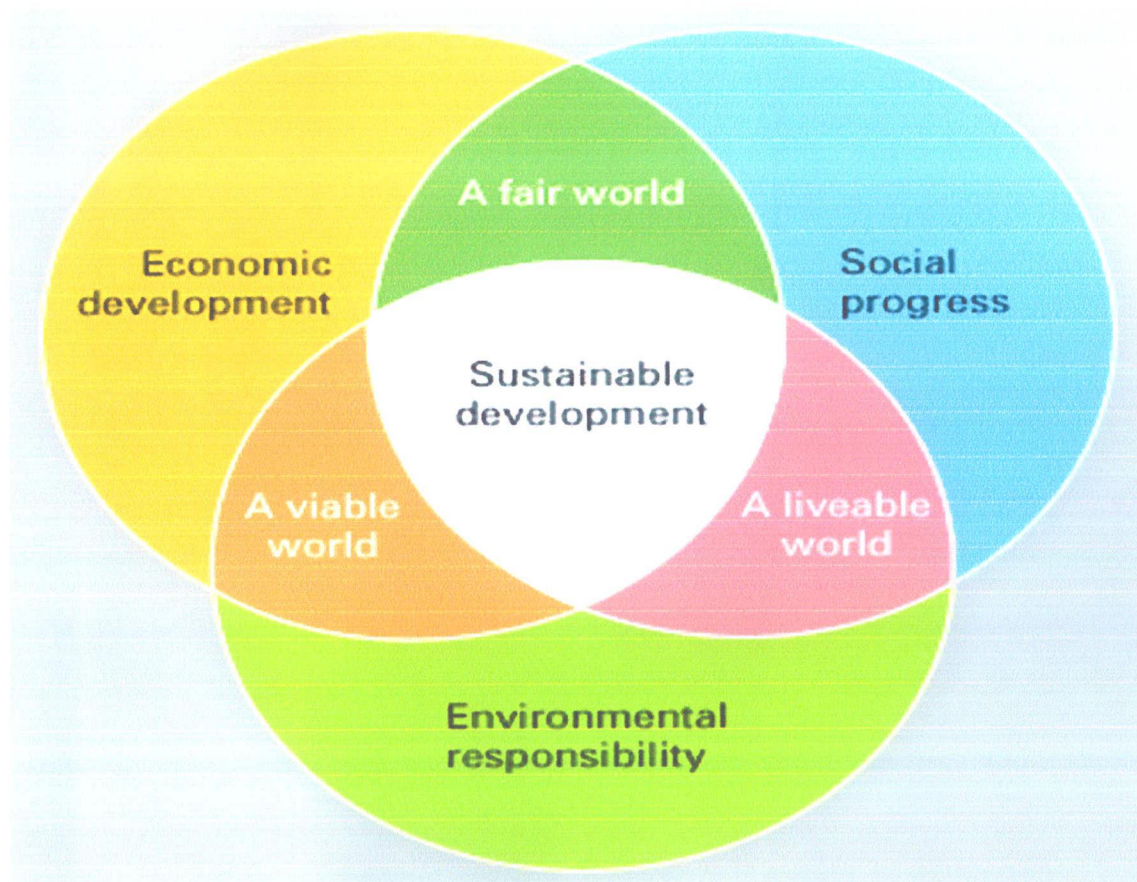 A fair world
Economic
development
Social
progress
Sustainable
development
A viable
world
A liveable
world
Environmental
responsibility